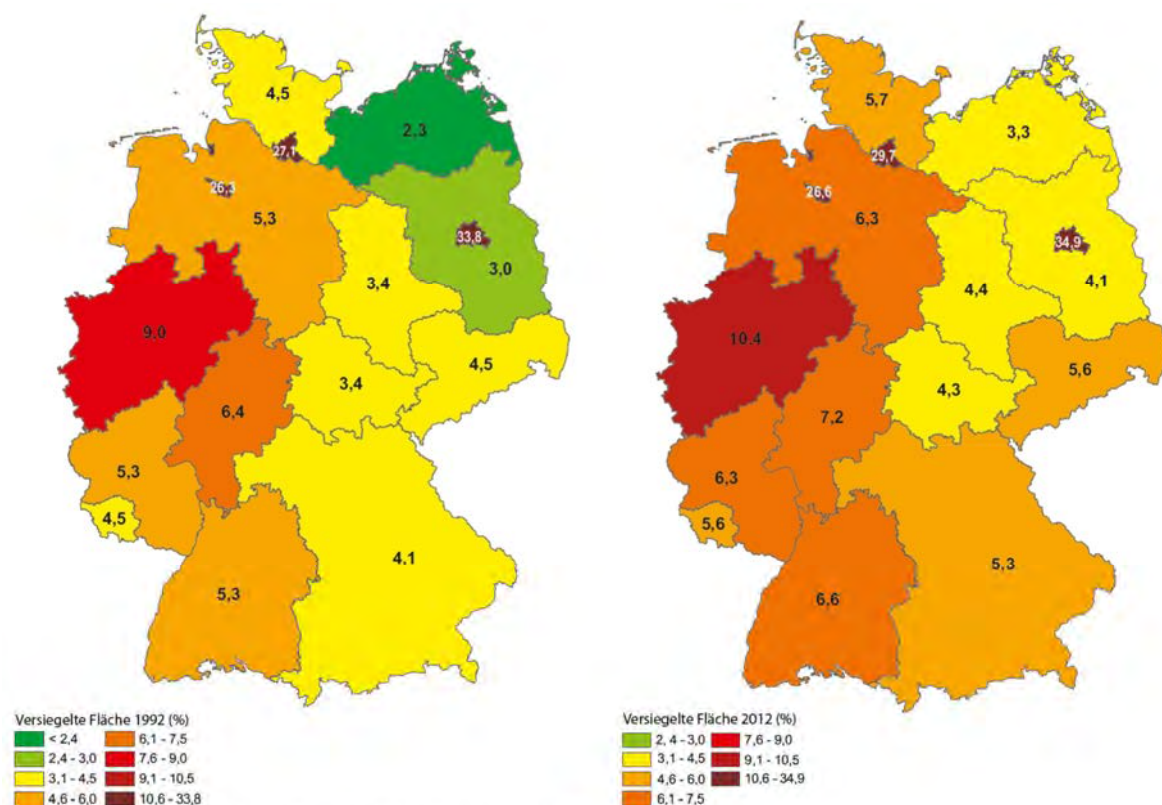 4,5
2,3
27,1
26,3
5,3
33,8
3,0
3,4
9,0
4,5
3,4
6,4
5,3
4,5
4.1
5,3
Versiegelte Fläche 1992 (%)
< 2,4
2,4 - 3,0
3,1 - 4,5
4,6 - 6,0
6,1 - 7,5
7,6 - 9,0
9,1 - 10,5
10,6 - 33,8
5,7
3,3
29,7
26,6
6,3
34,9
4,1
4,4
10.4
5,6
4,3
7,2
6,3
5,6
5,3
6,6
Versiegelte Fläche 2012 (%)
2, 4 - 3,0
3,1 - 4,5
4,6 - 6,0
6,1 - 7,5
7,6 - 9,0
9,1 - 10,5
10,6 - 34,9